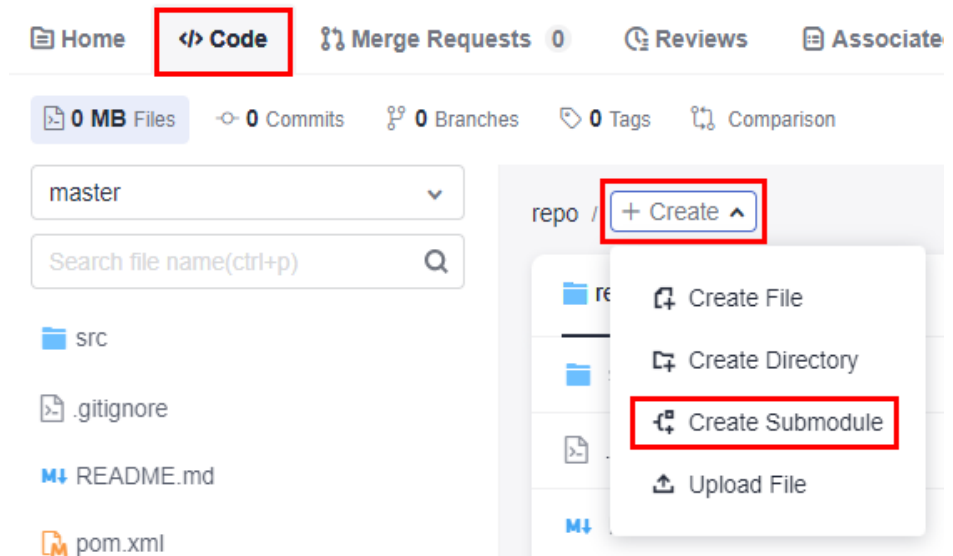 Home </> Code Merge Requests 0 Reviews Associate
0 MB Files 0 Commits 0 Branches 0 Tags Comparison
master
repo / + Create
Search file name(ctrl+p)
re
Create File
src
Create Directory
.gitignore
Create Submodule
M↓ README.md
Upload File
M↓
pom.xml